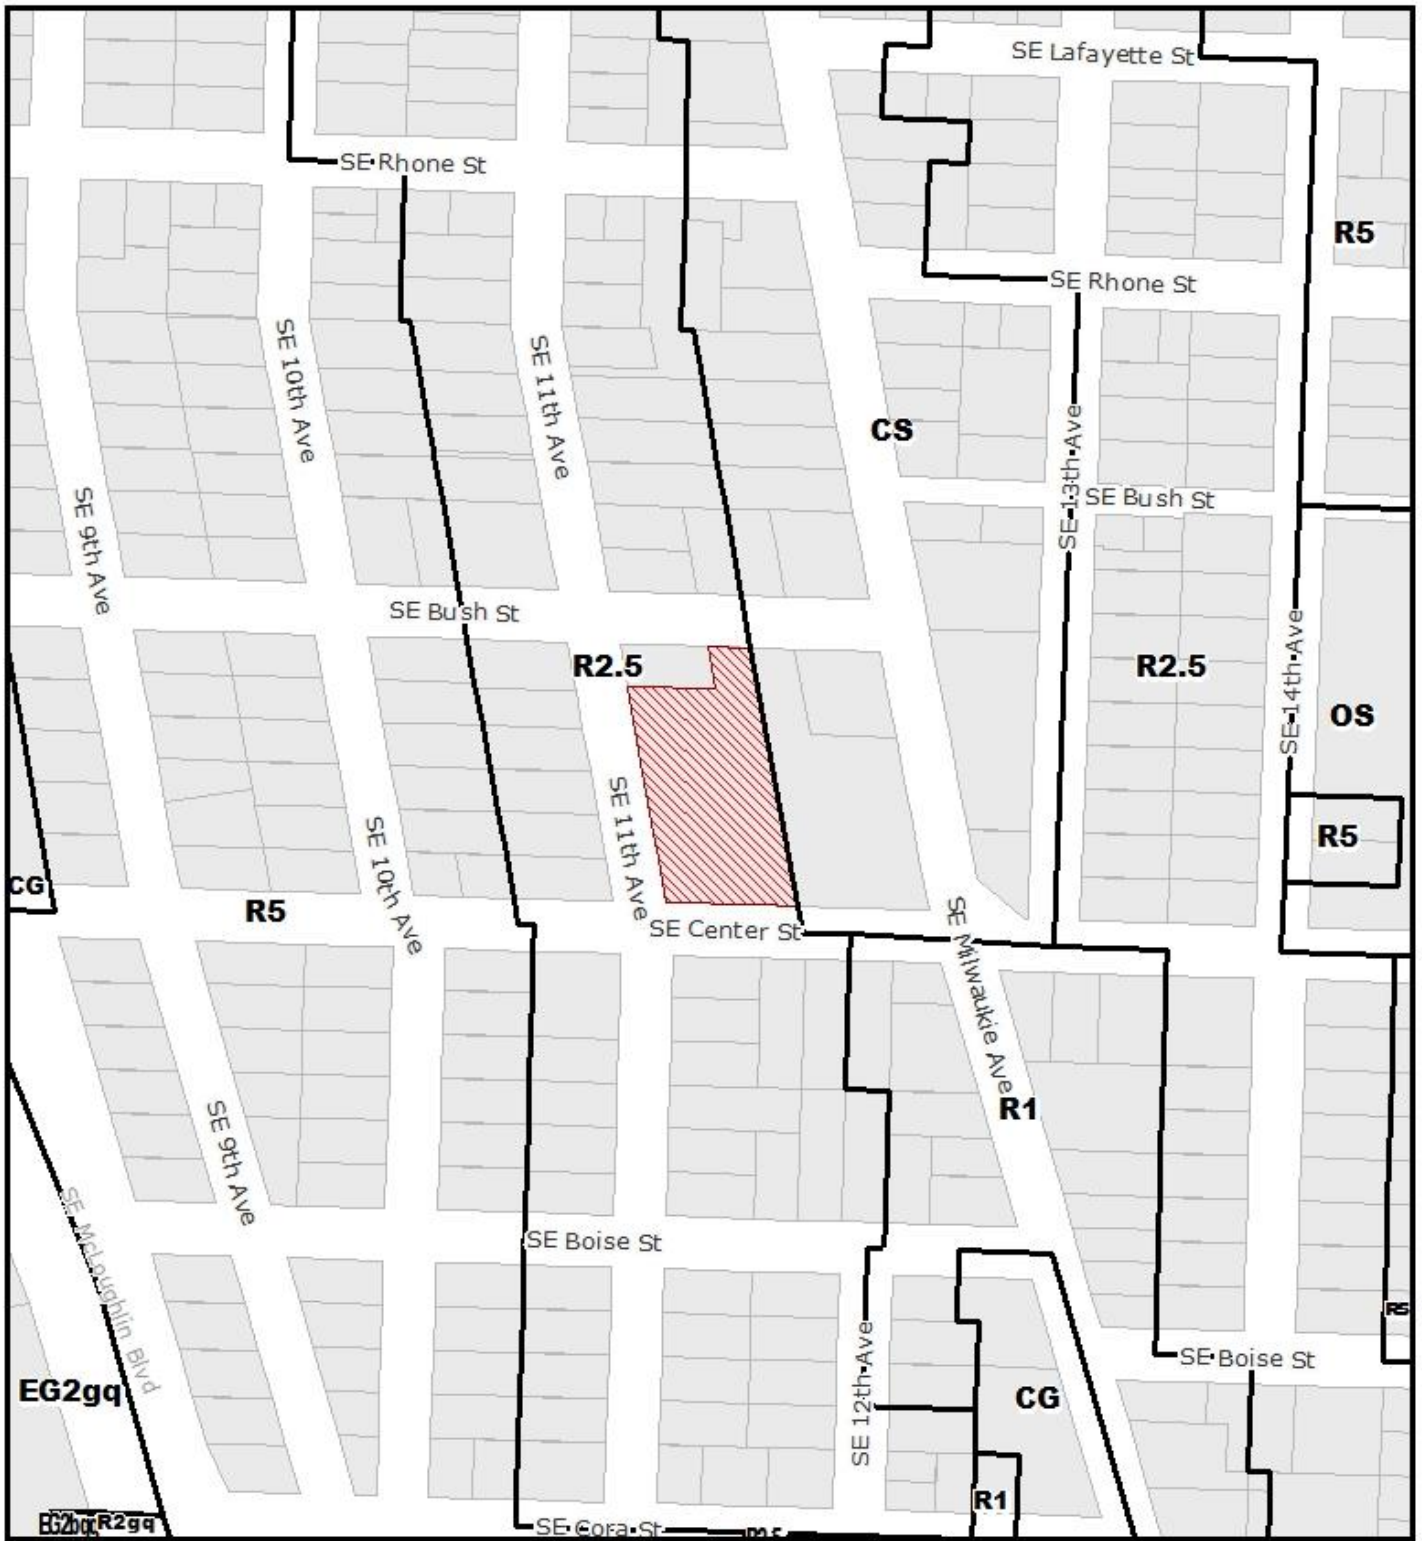 SE Lafayette St
SE Rhone St
R5
SE Rhone St
SE 10th Ave
SE 11th Ave
CS
SE 13th Ave
SE Bush St
SE 9th Ave
SE Bush St
R2.5
R2.5
SE 14th Ave
OS
SE 11th Ave
R5
SE 10th Ave
CG
R5
SE Center St
SE Milwaukie Ave
R1
SE 9th Ave
SE McLoughlin Blvd
SE Boise St
R5
SE 12th Ave
SE Boise St
EG2gq
CG
R1
R2gq
SE Cora St